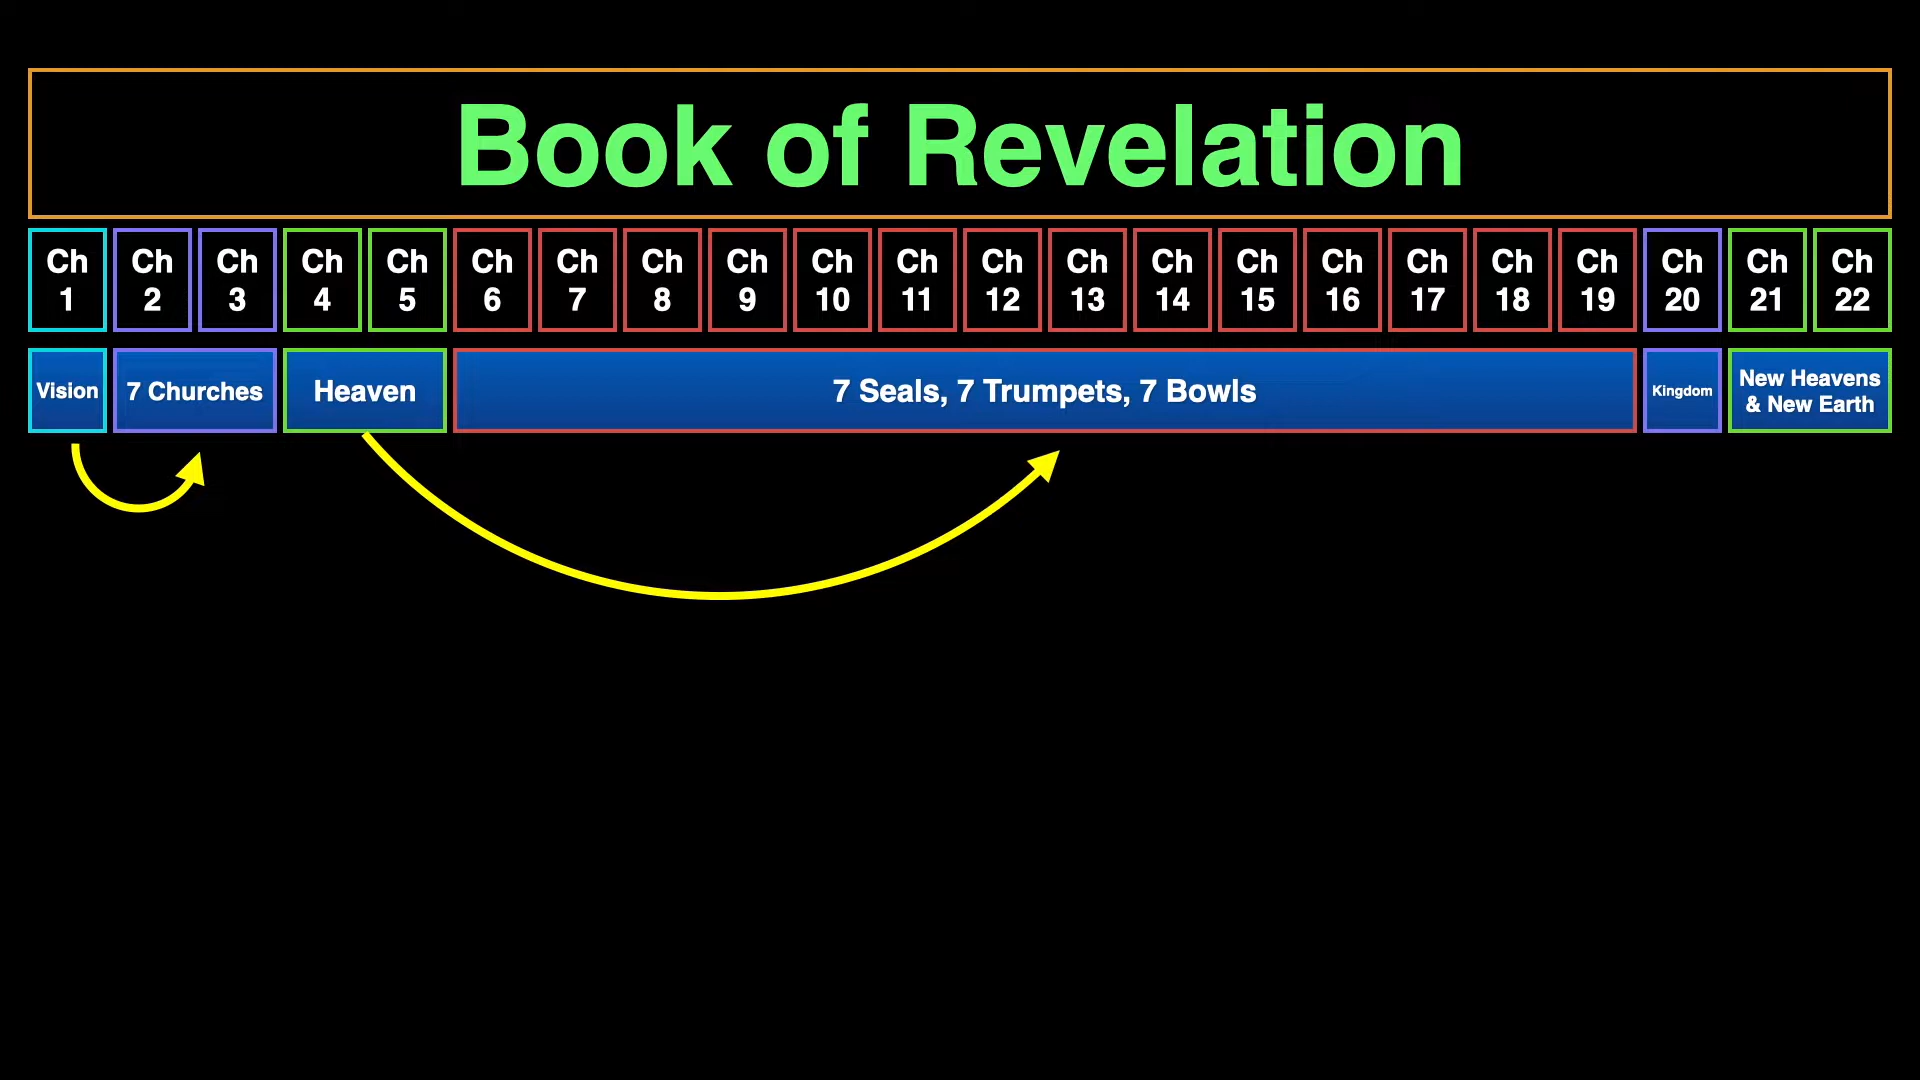 Book of Revelation
Ch 1
Ch 2
Ch 3
Ch 4
Ch 5
Ch 6
Ch 7
Ch 8
Ch 9
Ch 10
Ch 11
Ch 12
Ch 13
Ch 14
Ch 15
Ch 16
Ch 17
Ch 18
Ch 19
Ch 20
Ch 21
Ch 22
Vision
7 Churches
Heaven
7 Seals, 7 Trumpets, 7 Bowls
Kingdom
New Heavens
& New Earth